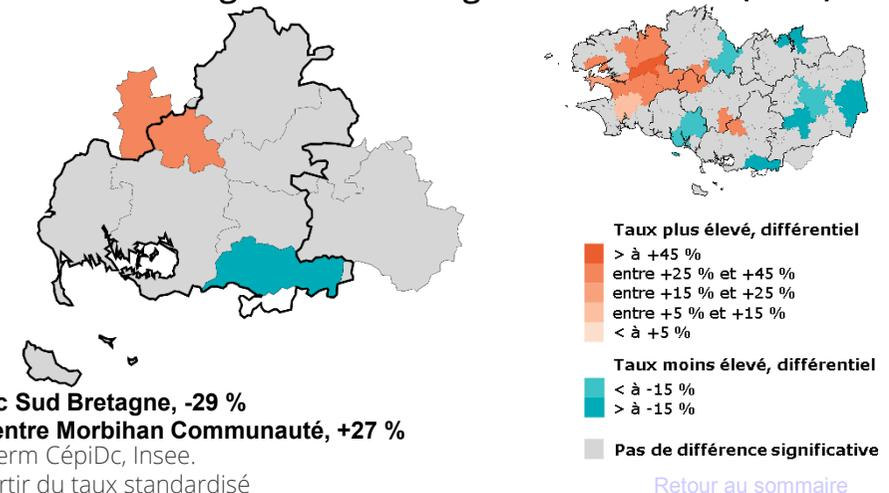 c Sud Bretagne, -29 %
entre Morbihan Communauté, +27 %
erm CépiDc, Insee.
rtir du taux standardisé
Taux plus élevé, différentiel
> à +45 %
entre +25 % et +45 %
entre +15 % et +25 %
entre +5 % et +15 %
< à +5 %
Taux moins élevé, différentiel
< à -15 %
> à -15 %
Pas de différence significative
Retour au sommaire